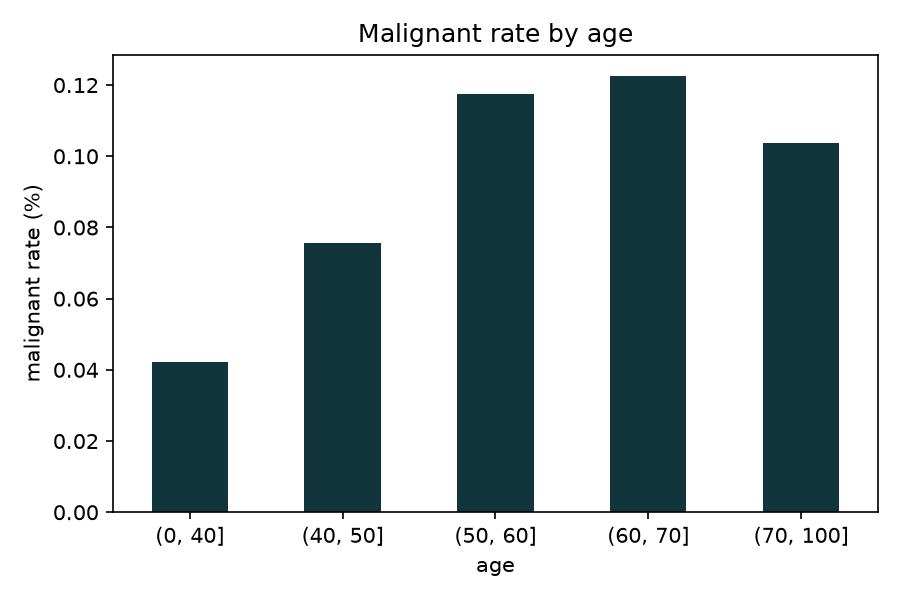 Malignant rate by age
malignant rate (%)
0.12
0.10
0.08
0.06
0.04
0.02
0.00
(0, 40] (40, 50] (50, 60] (60, 70] (70, 100]
age